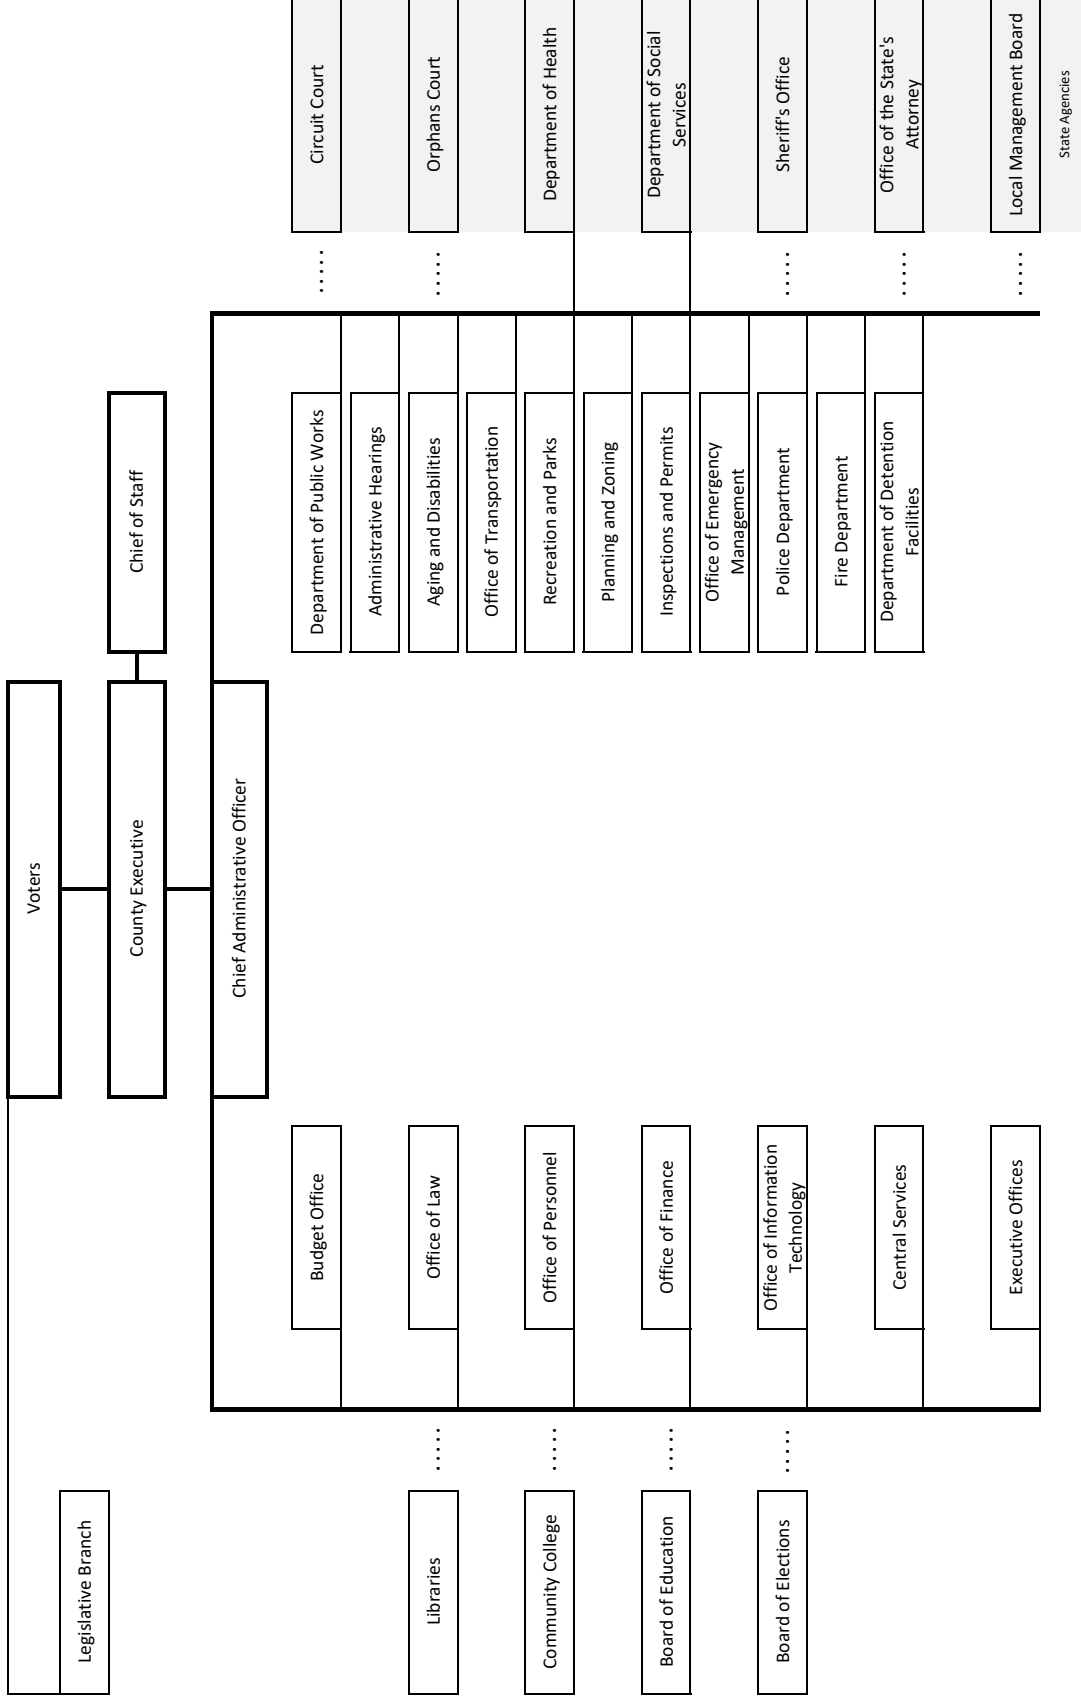 Voters
Legislative Branch
County Executive
Chief of Staff
Chief Administrative Officer
Budget Office
Department of Public Works
Circuit Court
Administrative Hearings
Libraries
Office of Law
Aging and Disabilities
Orphans Court
Office of Transportation
Community College
Office of Personnel
Recreation and Parks
Department of Health
Planning and Zoning
Board of Education
Office of Finance
Inspections and Permits
Department of Social
Services
Office of Emergency
Management
Board of Elections
Office of Information
Technology
Police Department
Sheriff's Office
Fire Department
Central Services
Department of Detention
Facilities
Office of the State's
Attorney
Executive Offices
Local Management Board
State Agencies